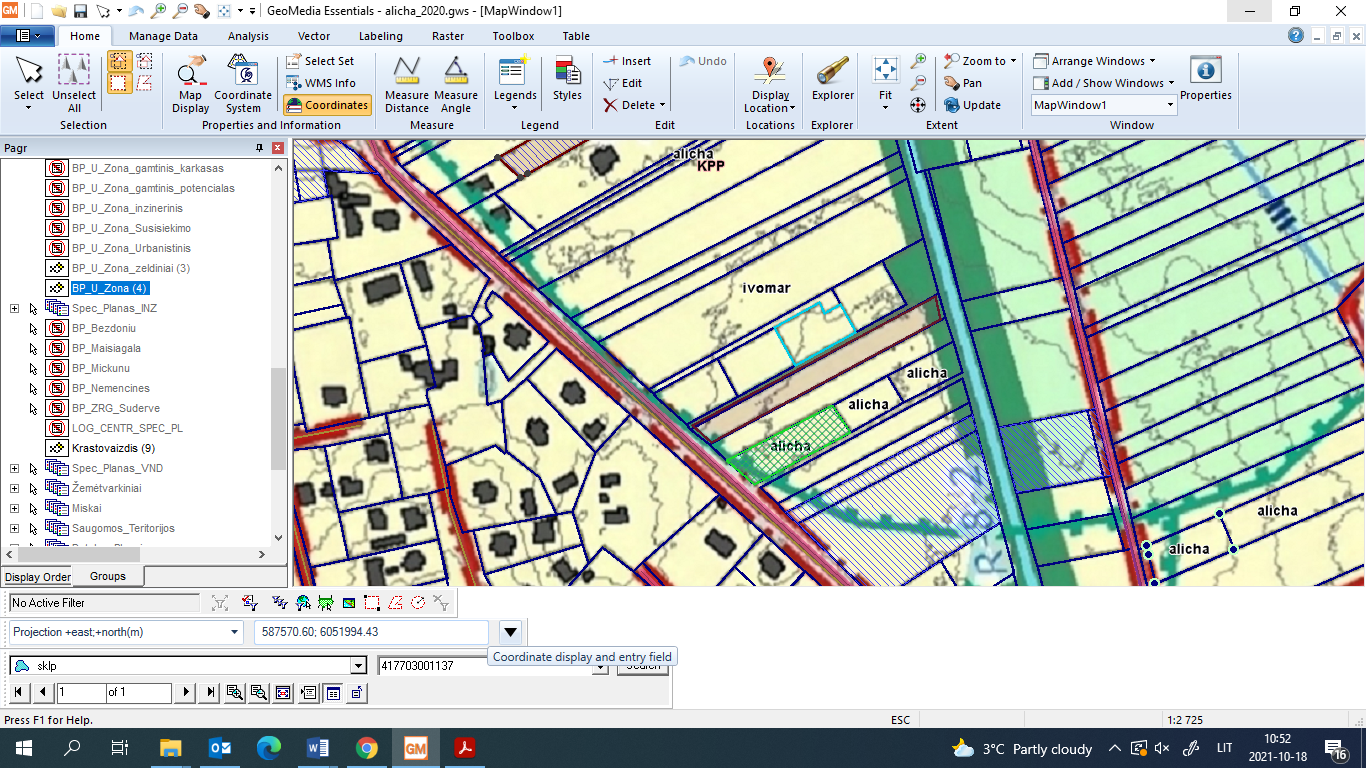 GeoMedia Essentials - alicha_2020.gws - [MapWindow1]
Home Manage Data Analysis Vector Labeling Raster Toolbox Table
Select Unselect All
Selection
Map Display Coordinate System
Select Set
WMS Info
Coordinates
Properties and Information
Measure Distance Measure Angle
Measure
Legends Styles
Legend
Insert
Edit
Delete
Undo
Edit
Display Location
Locations
Explorer
Explorer
Fit
Zoom to
Pan
Update
Extent
Arrange Windows
Add / Show Windows
MapWindow1
Properties
Window
Pagr
BP_U_Zona_gamtinis_karkasas
BP_U_Zona_gamtinis_potencialas
BP_U_Zona_inzinerinis
BP_U_Zona_Susisiekimo
BP_U_Zona_Urbanistinis
BP_U_Zona_zeldiniai (3)
BP_U_Zona (4)
Spec_Planas_INZ
BP_Bezdoniu
BP_Maisiagala
BP_Mickunu
BP_Nemencines
BP_ZRG_Suderve
LOG_CENTR_SPEC_PL
Krastovaizdis (9)
Spec_Planas_VND
Žemėtvarkiniai
Miskai
Saugomos_Teritorijos
Display Order Groups
alicha
KPP
ivomar
alicha
alicha
alicha
R 8-2
alicha
alicha
No Active Filter
Projection +east;+north(m) 587570.60; 6051994.43
Coordinate display and entry field
sklp 417703001137 Search
1 of 1
Press F1 for Help. ESC 1:2 725
3°C Partly cloudy LIT 10:52
2021-10-18 16